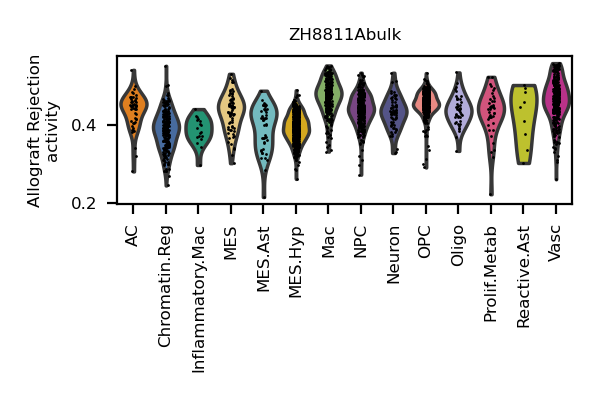 ZH8811Abulk
Allograft Rejection
activity
0.4
0.2
AC
Chromatin.Reg
Inflammatory.Mac
MES
MES.Ast
MES.Hyp
Mac
NPC
Neuron
OPC
Oligo
Prolif.Metab
Reactive.Ast
Vasc